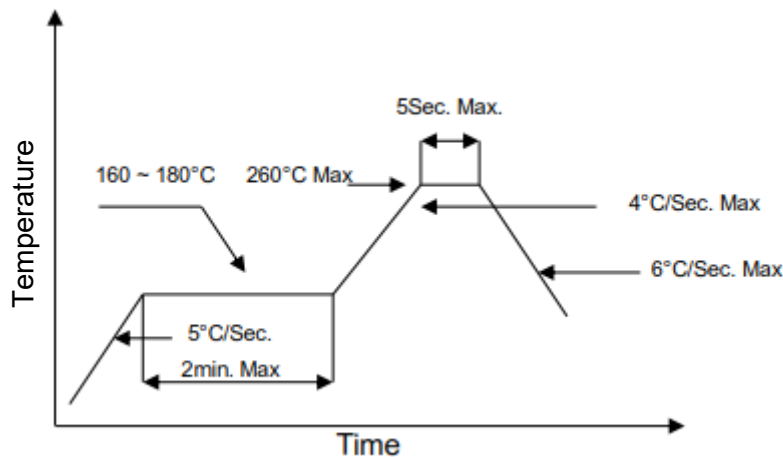 5Sec. Max.
160 ~ 180°C
260°C Max
4°C/Sec. Max
6°C/Sec. Max
5°C/Sec.
2min. Max
Temperature
Time